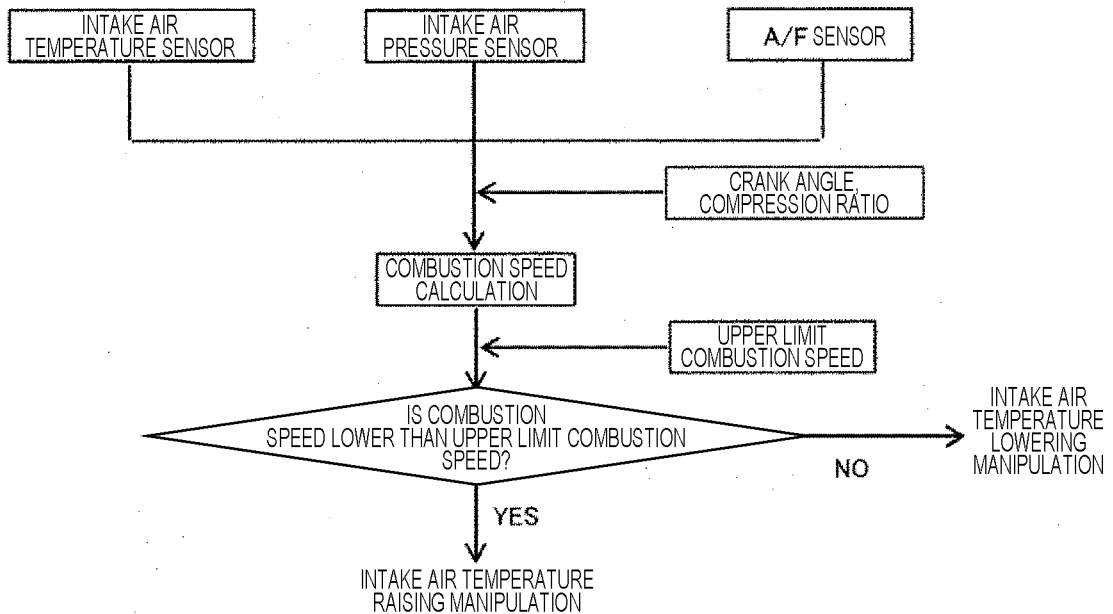 INTAKE AIR
TEMPERATURE SENSOR
INTAKE AIR
PRESSURE SENSOR
A/F SENSOR
CRANK ANGLE,
COMPRESSION RATIO
COMBUSTION SPEED
CALCULATION
UPPER LIMIT
COMBUSTION SPEED
IS COMBUSTION
SPEED LOWER THAN UPPER LIMIT COMBUSTION
SPEED?
NO
INTAKE AIR
TEMPERATURE
LOWERING
MANIPULATION
YES
INTAKE AIR TEMPERATURE
RAISING MANIPULATION